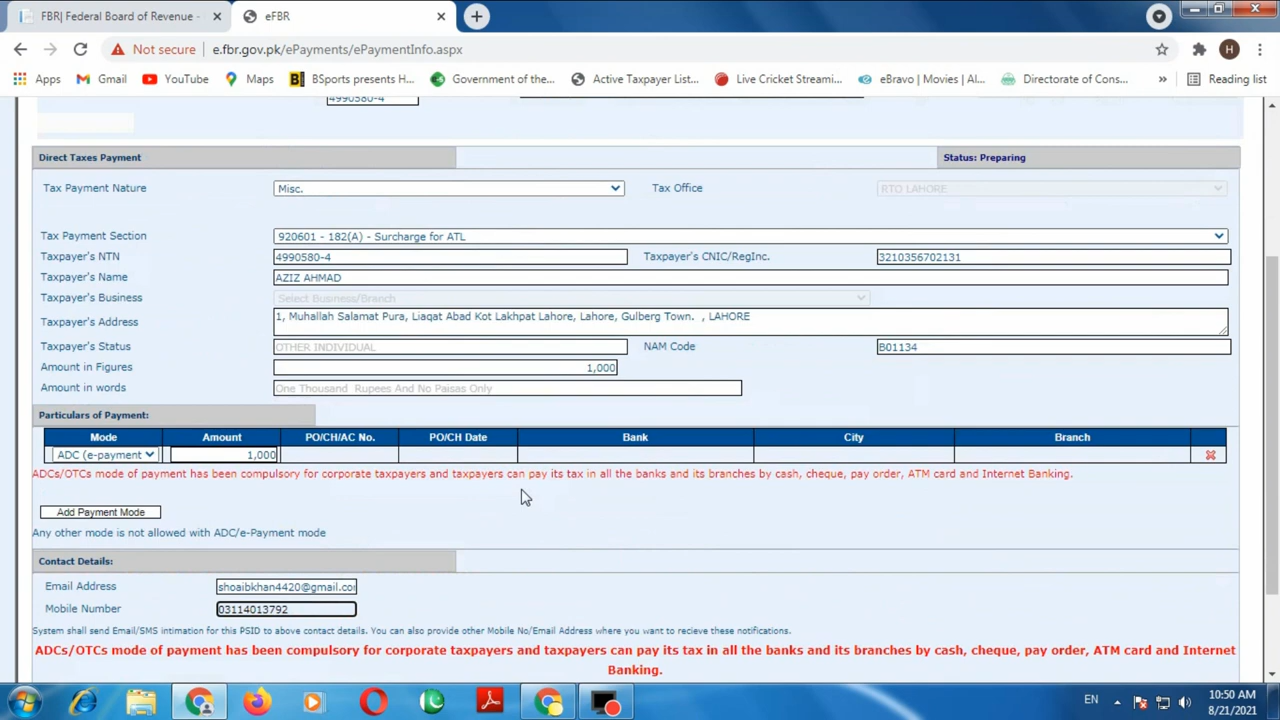 FBR| Federal Board of Revenue -
eFBR
Not secure
e.fbr.gov.pk/ePayments/ePaymentInfo.aspx
Apps
Gmail
YouTube
Maps
BSports presents H...
Government of the...
Active Taxpayer List...
Live Cricket Streami...
eBravo | Movies | Al...
Directorate of Cons...
»
Reading list
H
4990580-4
Direct Taxes Payment
Status: Preparing
Tax Payment Nature
Misc.
Tax Office
RTO LAHORE
Tax Payment Section
920601 - 182(A) - Surcharge for ATL
Taxpayer's NTN
4990580-4
Taxpayer's CNIC/RegInc.
3210356702131
Taxpayer's Name
AZIZ AHMAD
Taxpayer's Business
Select Business/Branch
Taxpayer's Address
1, Muhallah Salamat Pura, Liaqat Abad Kot Lakhpat Lahore, Lahore, Gulberg Town. , LAHORE
Taxpayer's Status
OTHER INDIVIDUAL
NAM Code
B01134
Amount in Figures
1,000
Amount in words
One Thousand Rupees And No Paisas Only
Particulars of Payment:
Mode
Amount
PO/CH/AC No.
PO/CH Date
Bank
City
Branch
ADC (e-payment
1,000
ADCs/OTCs mode of payment has been compulsory for corporate taxpayers and taxpayers can pay its tax in all the banks and its branches by cash, cheque, pay order, ATM card and Internet Banking.
Add Payment Mode
Any other mode is not allowed with ADC/e-Payment mode
Contact Details:
Email Address
shoaibkhan4420@gmail.co
Mobile Number
03114013792
System shall send Email/SMS intimation for this PSID to above contact details. You can also provide other Mobile No/Email Address where you want to recieve these notifications.
ADCs/OTCs mode of payment has been compulsory for corporate taxpayers and taxpayers can pay its tax in all the banks and its branches by cash, cheque, pay order, ATM card and Internet
Banking.
EN
10:50 AM
8/21/2021